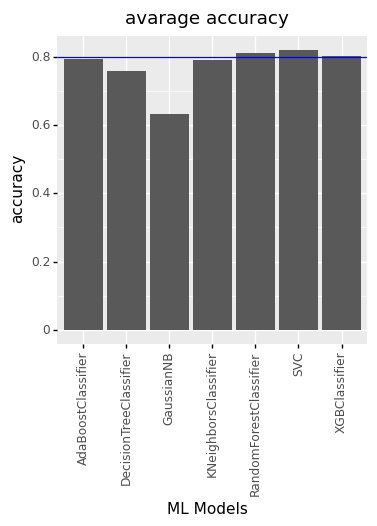 avarage accuracy
accuracy
0.8
0.6
0.4
0.2
0
AdaBoostClassifier
DecisionTreeClassifier
GaussianNB
KNeighborsClassifier
RandomForestClassifier
SVC
XGBClassifier
ML Models